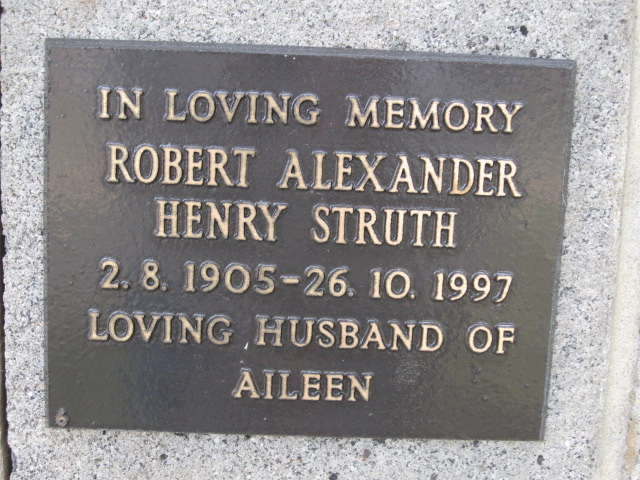 IN LOVING MEMORY
ROBERT ALEXANDER
HENRY STRUTH
2. 8. 1905-26. 10. 1997
LOVING HUSBAND OF
AILEEN
6